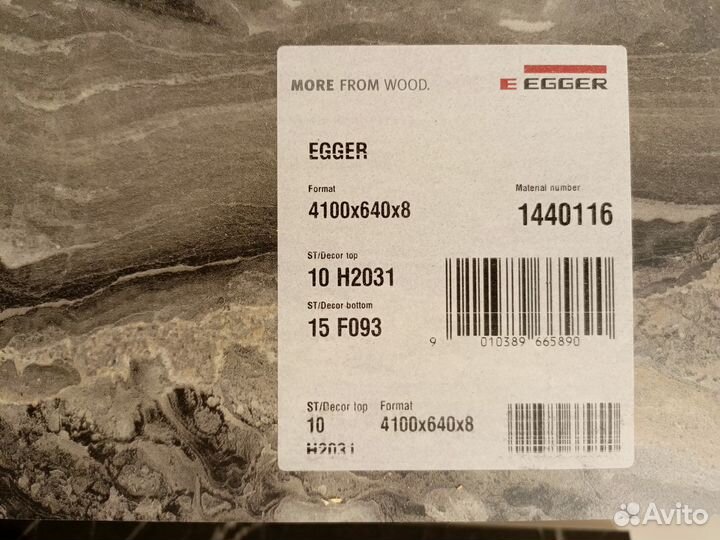 MORE FROM WOOD.
E EGGER
EGGER
Format
4100x640x8
Material number
1440116
ST/Decor top
10 H2031
ST/Decor bottom
15 F093
9 010389 665890
ST/Decor top Format
10 4100x640x8
H2031
Avito